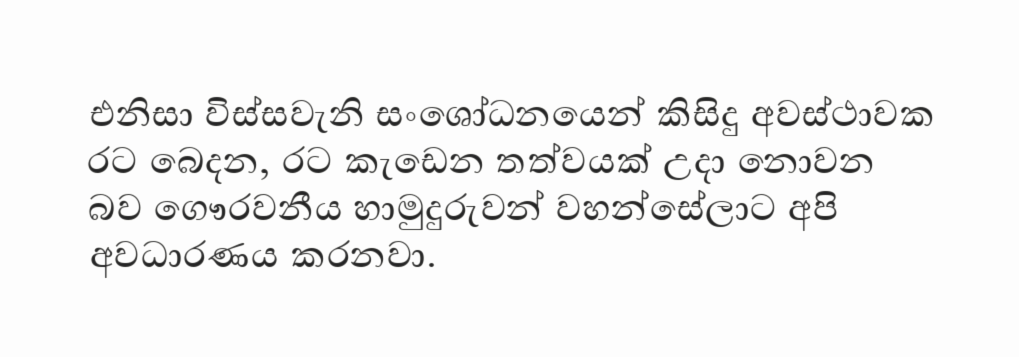 එනිසා විස්සවැනි සංශෝධනයෙන් කිසිදු අවස්ථාවක
රට බෙදන, රට කැඩෙන තත්වයක් උදා නොවන
බව ගෞරවනීය හාමුදුරුවන් වහන්සේලාට අපි
අවධාරණය කරනවා.